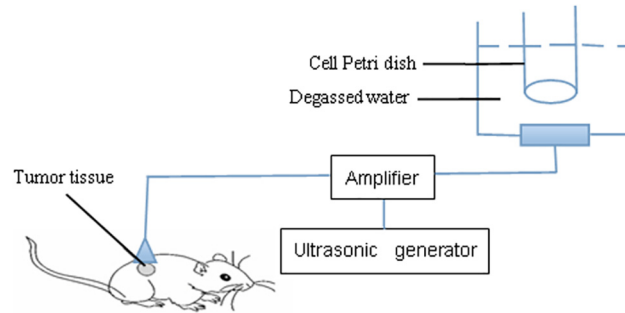 Cell Petri dish
Degassed water
Tumor tissue
Amplifier
Ultrasonic generator